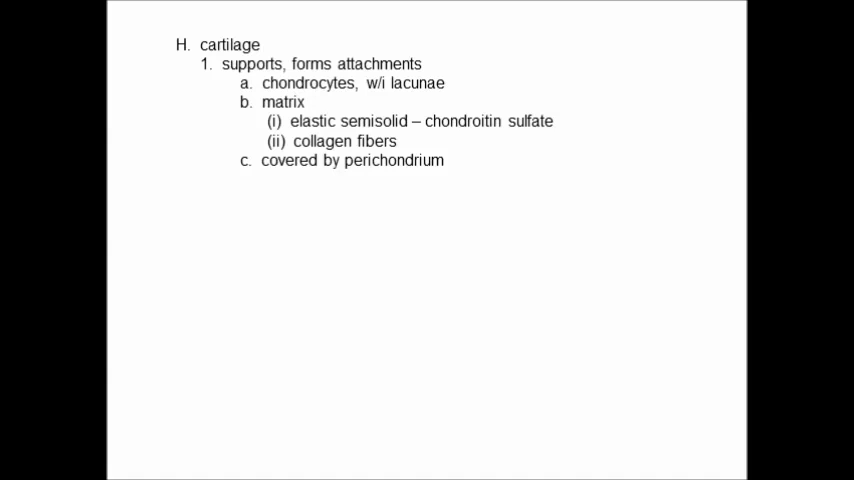 H. cartilage
1. supports, forms attachments
a. chondrocytes, w/i lacunae
b. matrix
(i) elastic semisolid – chondroitin sulfate
(ii) collagen fibers
c. covered by perichondrium